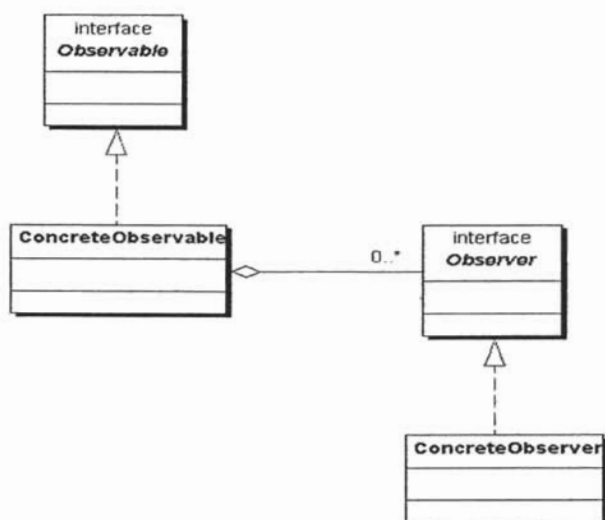 interface
Observable
ConcreteObservable
0..*
interface
Observer
ConcreteObserver